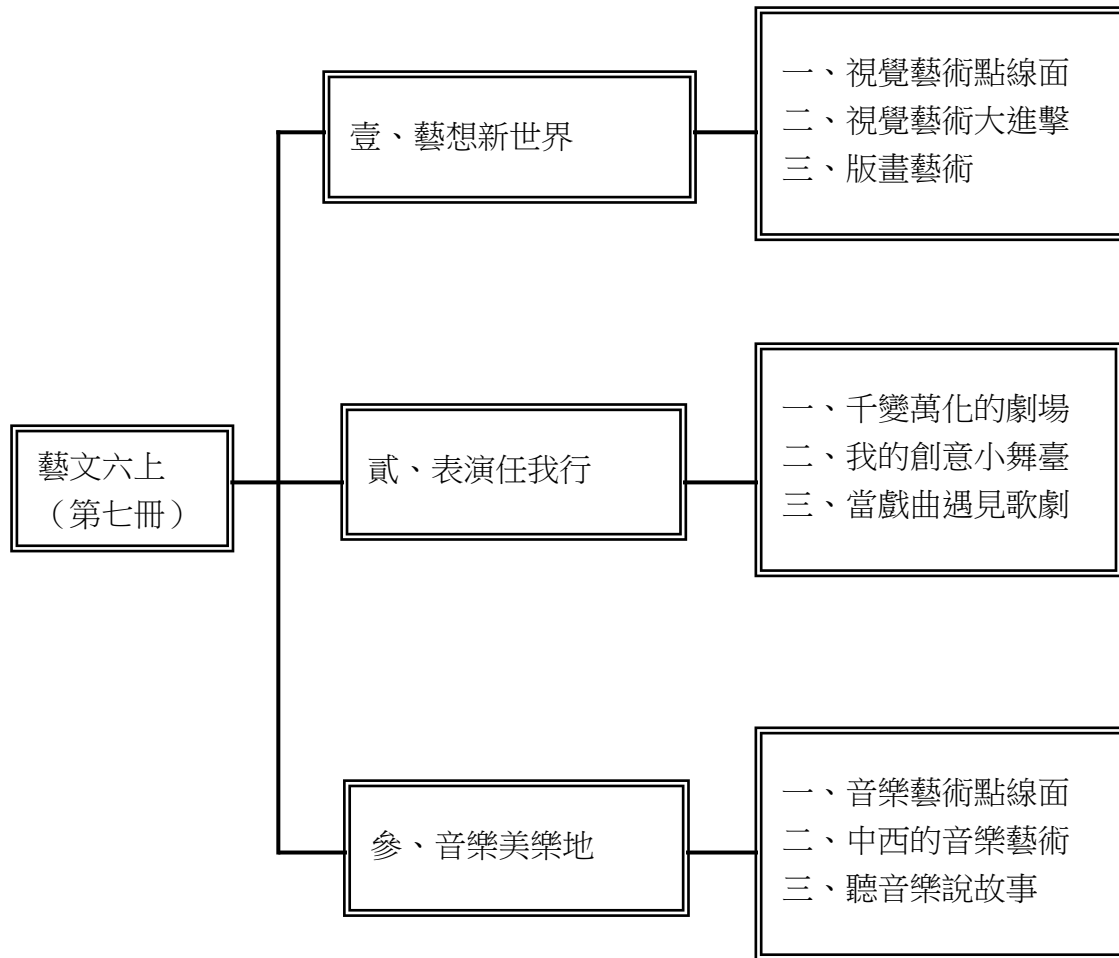 藝文六上
（第七冊）
壹、藝想新世界
一、視覺藝術點線面
二、視覺藝術大進擊
三、版畫藝術
貳、表演任我行
一、千變萬化的劇場
二、我的創意小舞臺
三、當戲曲遇見歌劇
參、音樂美樂地
一、音樂藝術點線面
二、中西的音樂藝術
三、聽音樂說故事